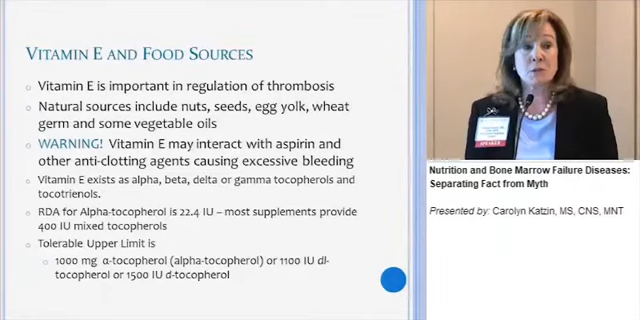 VITAMIN E AND FOOD SOURCES
Vitamin E is important in regulation of thrombosis
Natural sources include nuts, seeds, egg yolk, wheat
germ and some vegetable oils
WARNING! Vitamin E may interact with aspirin and
other anti-clotting agents causing excessive bleeding
Vitamin E exists as alpha, beta, delta or gamma tocopherols and
tocotrienols.
RDA for Alpha-tocopherol is 22.4 IU – most supplements provide
400 IU mixed tocopherols
Tolerable Upper Limit is
1000 mg α-tocopherol (alpha-tocopherol) or 1100 IU dl-
tocopherol or 1500 IU d-tocopherol
SPEAKER
Nutrition and Bone Marrow Failure Diseases:
Separating Fact from Myth
Presented by: Carolyn Katzin, MS, CNS, MNT